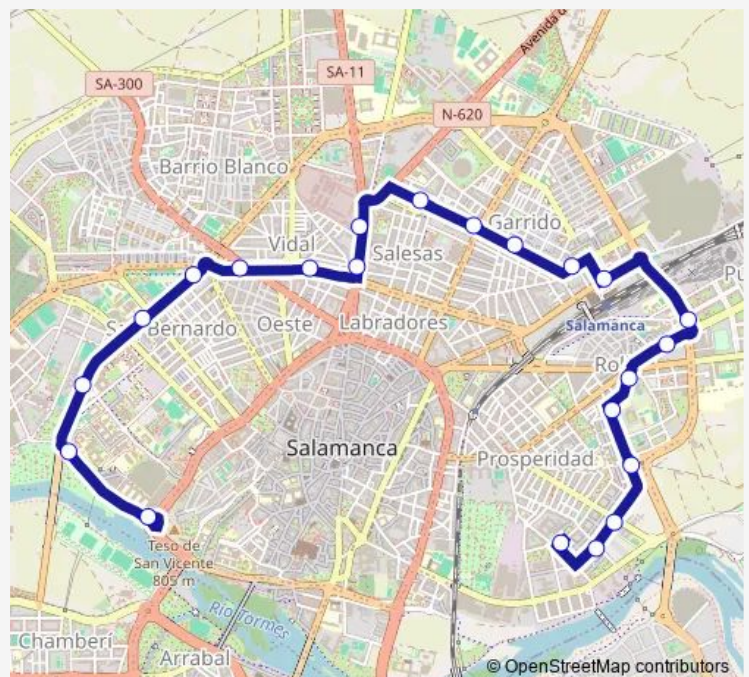 SA-300
SA-11
Avenida d
N-620
Barrio Blanco
Garrido
Vidal
Salesas
Pu
Bernardo
Oeste
Labradores
Salamanca
Rol
Salamanca
Prosperidad
Teso de
San Vicente
805 m
Río Tormes
Chamberí
Arrabal
© OpenStreetMap contributors